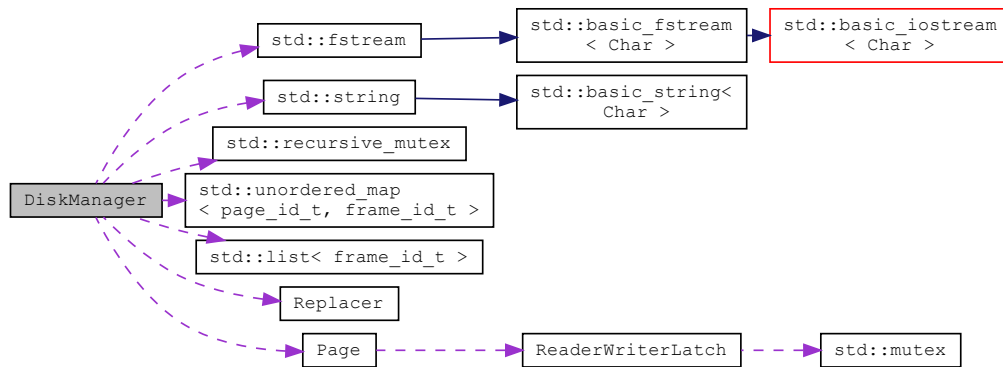 std::fstream
std::basic_fstream
< Char >
std::basic_iostream
< Char >
std::string
std::basic_string<
Char >
std::recursive_mutex
DiskManager
std::unordered_map
< page_id_t, frame_id_t >
std::list< frame_id_t >
Replacer
Page
ReaderWriterLatch
std::mutex